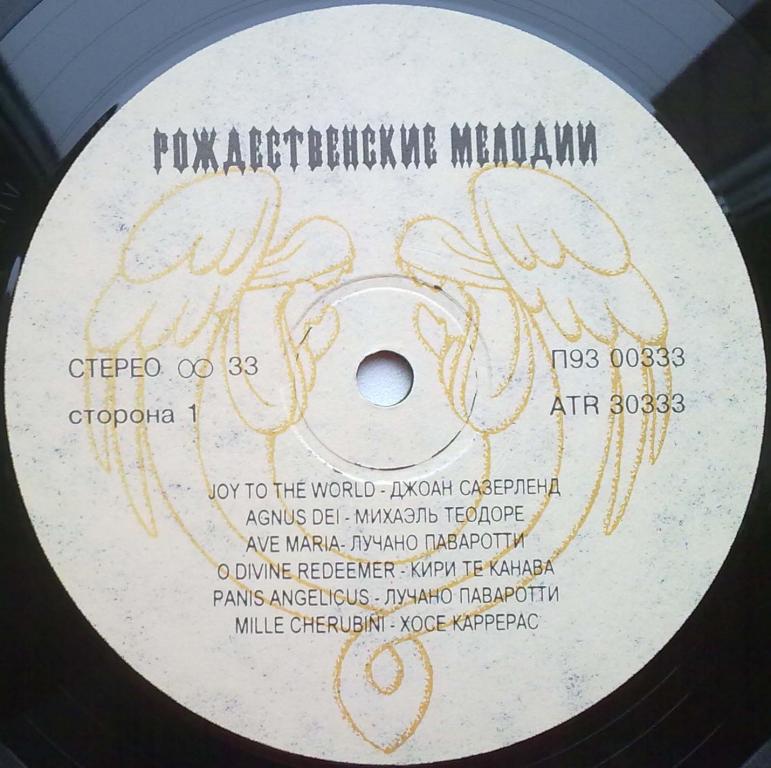 РОЖДЕСТВЕНСКИЕ МЕЛОДИИ
СТЕРЕО ꝏ 33
П93 00333
сторона 1
ATR 30333
JOY TO THE WORLD - ДЖОАН САЗЕРЛЕНД
AGNUS DEI - МИХАЭЛЬ ТЕОДОРЕ
AVE MARIA- ЛУЧАНО ПАВАРОТТИ
O DIVINE REDEEMER - КИРИ ТЕ КАНАВА
PANIS ANGELICUS - ЛУЧАНО ПАВАРОТТИ
MILLE CHERUBINI - ХОСЕ КАРРЕРАС